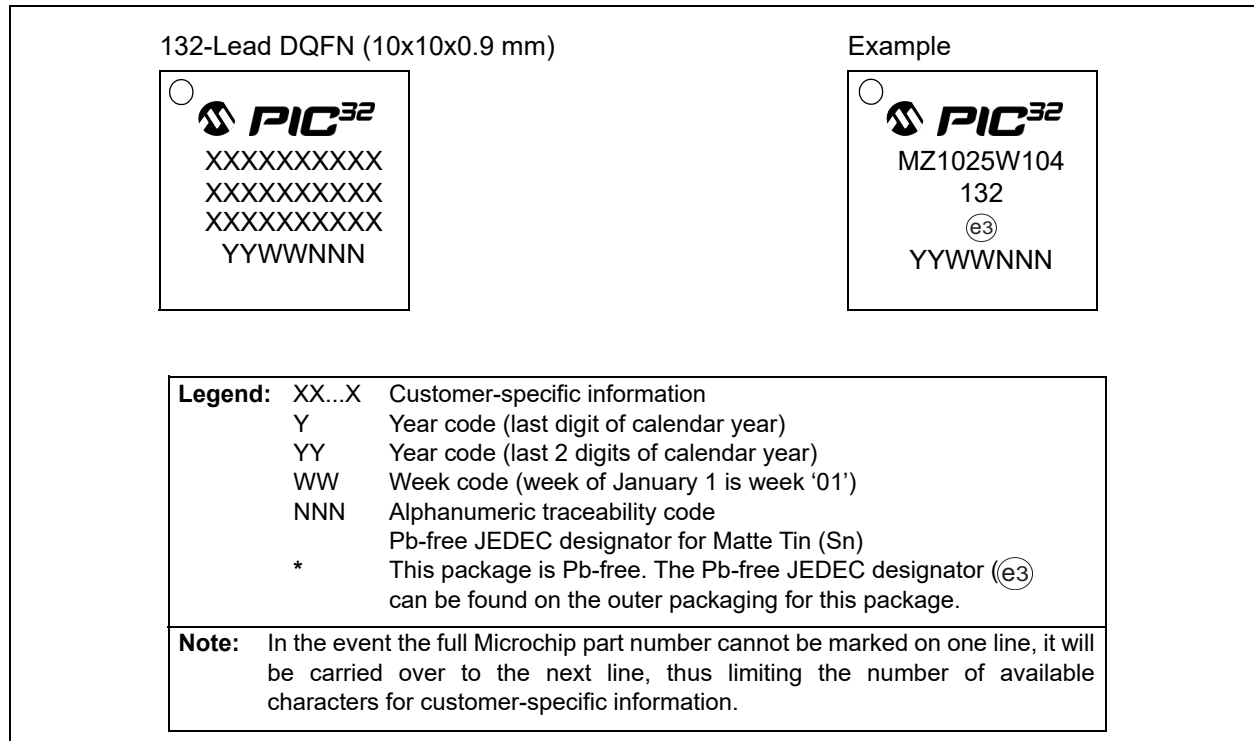 132-Lead DQFN (10x10x0.9 mm)
PIC32
XXXXXXXXXX
XXXXXXXXXX
XXXXXXXXXX
YYWWNNN
Example
PIC32
MZ1025W104
132
e3
YYWWNNN
Legend: XX...X Customer-specific information
Y Year code (last digit of calendar year)
YY Year code (last 2 digits of calendar year)
WW Week code (week of January 1 is week ‘01’)
NNN Alphanumeric traceability code
Pb-free JEDEC designator for Matte Tin (Sn)
* This package is Pb-free. The Pb-free JEDEC designator (e3)
can be found on the outer packaging for this package.
Note: In the event the full Microchip part number cannot be marked on one line, it will
be carried over to the next line, thus limiting the number of available
characters for customer-specific information.